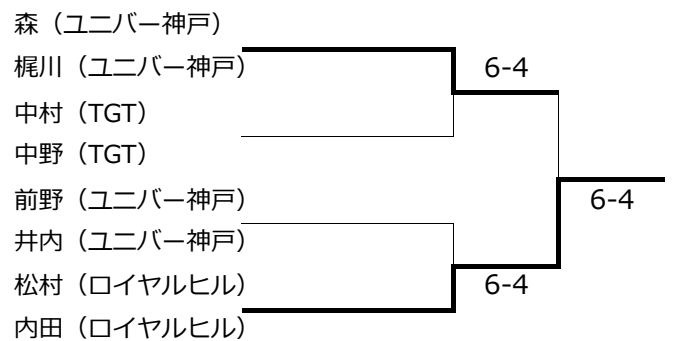 森（ユニバー神戸）
梶川（ユニバー神戸）
6-4
中村（TGT）
中野（TGT）
前野（ユニバー神戸）
6-4
井内（ユニバー神戸）
松村（ロイヤルヒル）
6-4
内田（ロイヤルヒル）